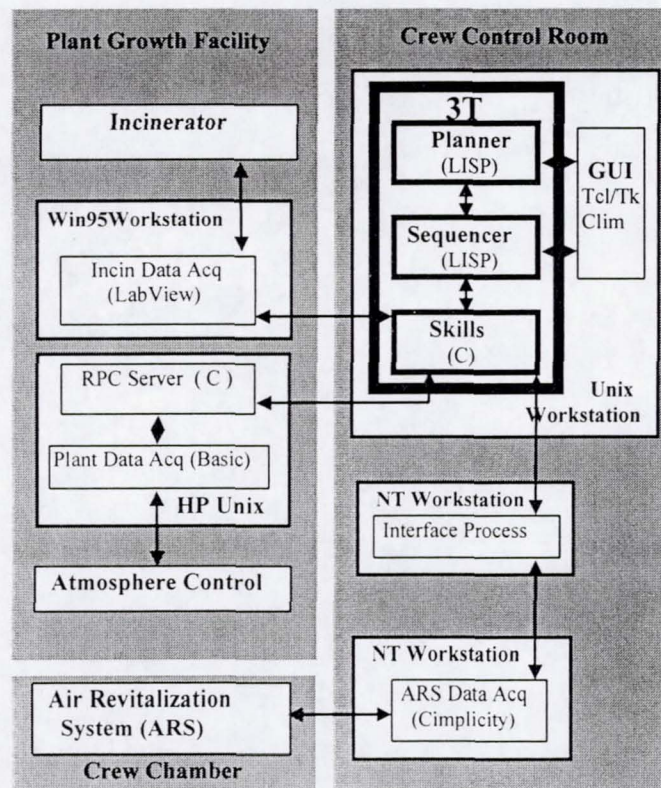 Plant Growth Facility
Incinerator
Win95Workstation
Incin Data Acq
(LabView)
RPC Server ( C )
Plant Data Acq (Basic)
HP Unix
Atmosphere Control
Air Revitalization
System (ARS)
Crew Chamber
Crew Control Room
3T
Planner
(LISP)
Sequencer
(LISP)
Skills
(C)
GUI
Tcl/Tk
Clim
Unix
Workstation
NT Workstation
Interface Process
NT Workstation
ARS Data Acq
(Cimplicity)